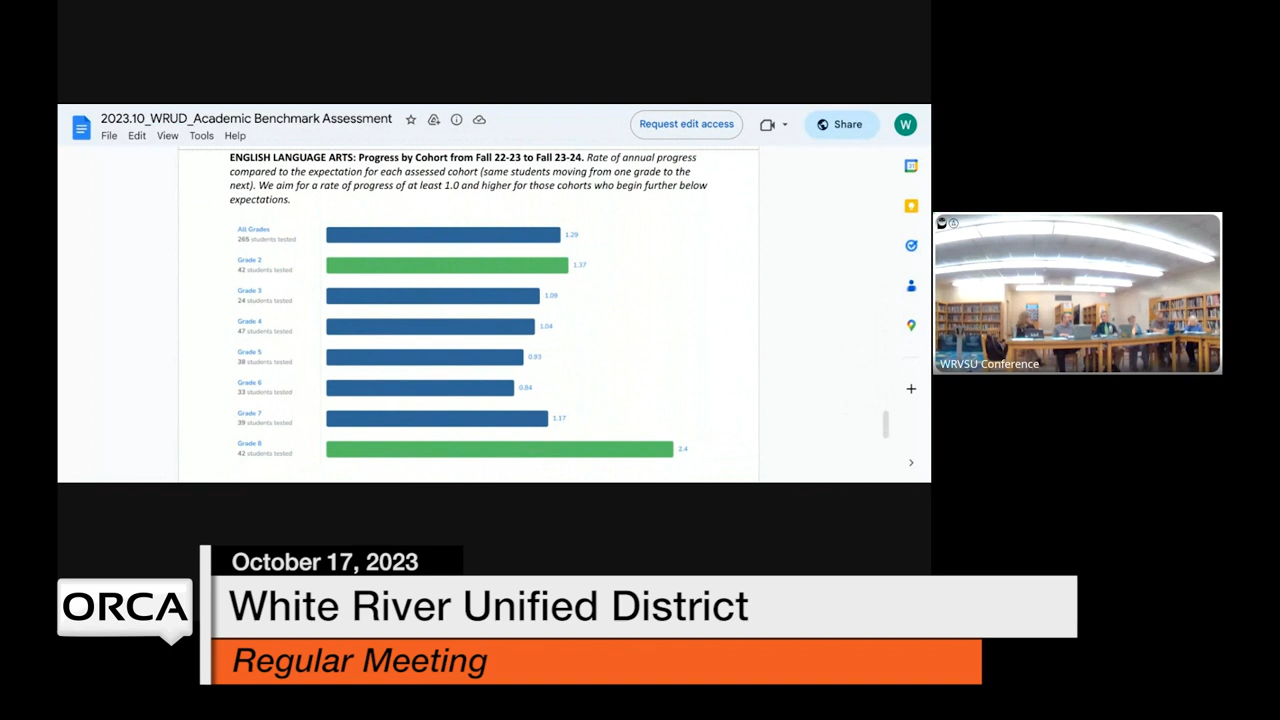 2023.10_WRUD_Academic Benchmark Assessment
File Edit View Tools Help
Request edit access
Share
W
ENGLISH LANGUAGE ARTS: Progress by Cohort from Fall 22-23 to Fall 23-24. Rate of annual progress
compared to the expectation for each assessed cohort (same students moving from one grade to the
next). We aim for a rate of progress of at least 1.0 and higher for those cohorts who begin further below
expectations.
All Grades
265 students tested
1.29
Grade 2
42 students tested
1.37
Grade 3
24 students tested
1.09
Grade 4
47 students tested
1.04
Grade 5
38 students tested
0.93
Grade 6
33 students tested
0.84
Grade 7
39 students tested
1.17
Grade 8
42 students tested
2.4
WRVSU Conference
October 17, 2023
ORCA
White River Unified District
Regular Meeting